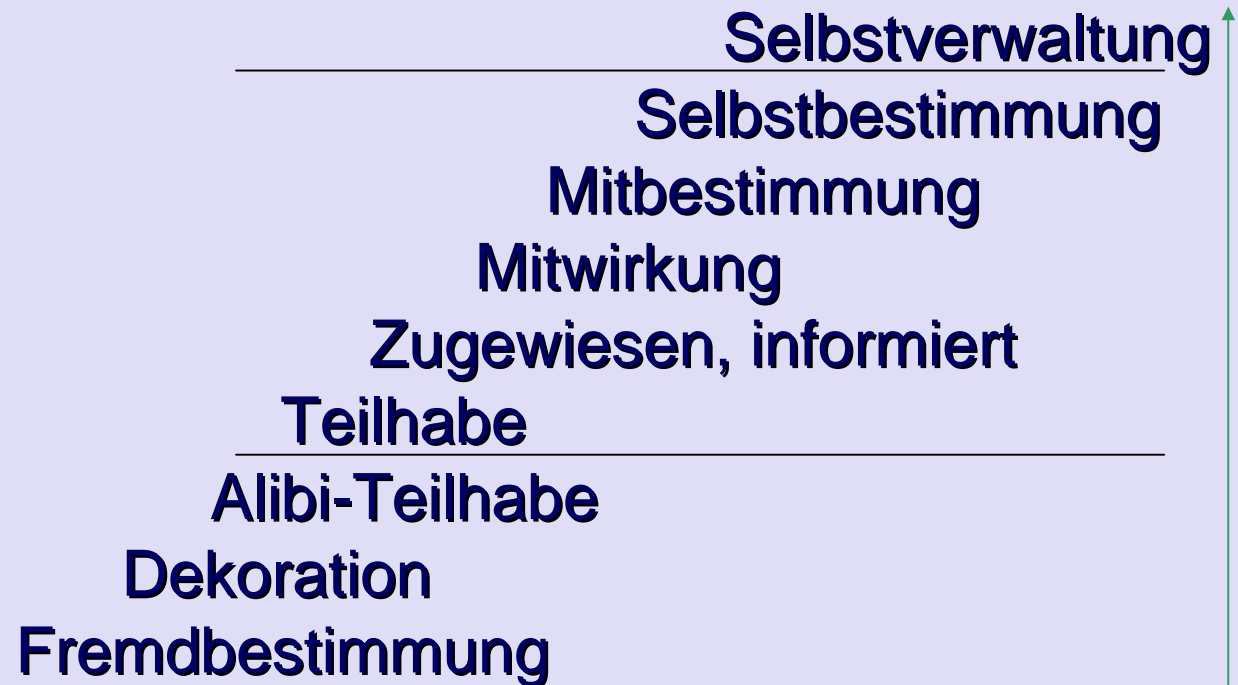 Selbstverwaltung
Selbstbestimmung
Mitbestimmung
Mitwirkung
Zugewiesen, informiert
Teilhabe
Alibi-Teilhabe
Dekoration
Fremdbestimmung